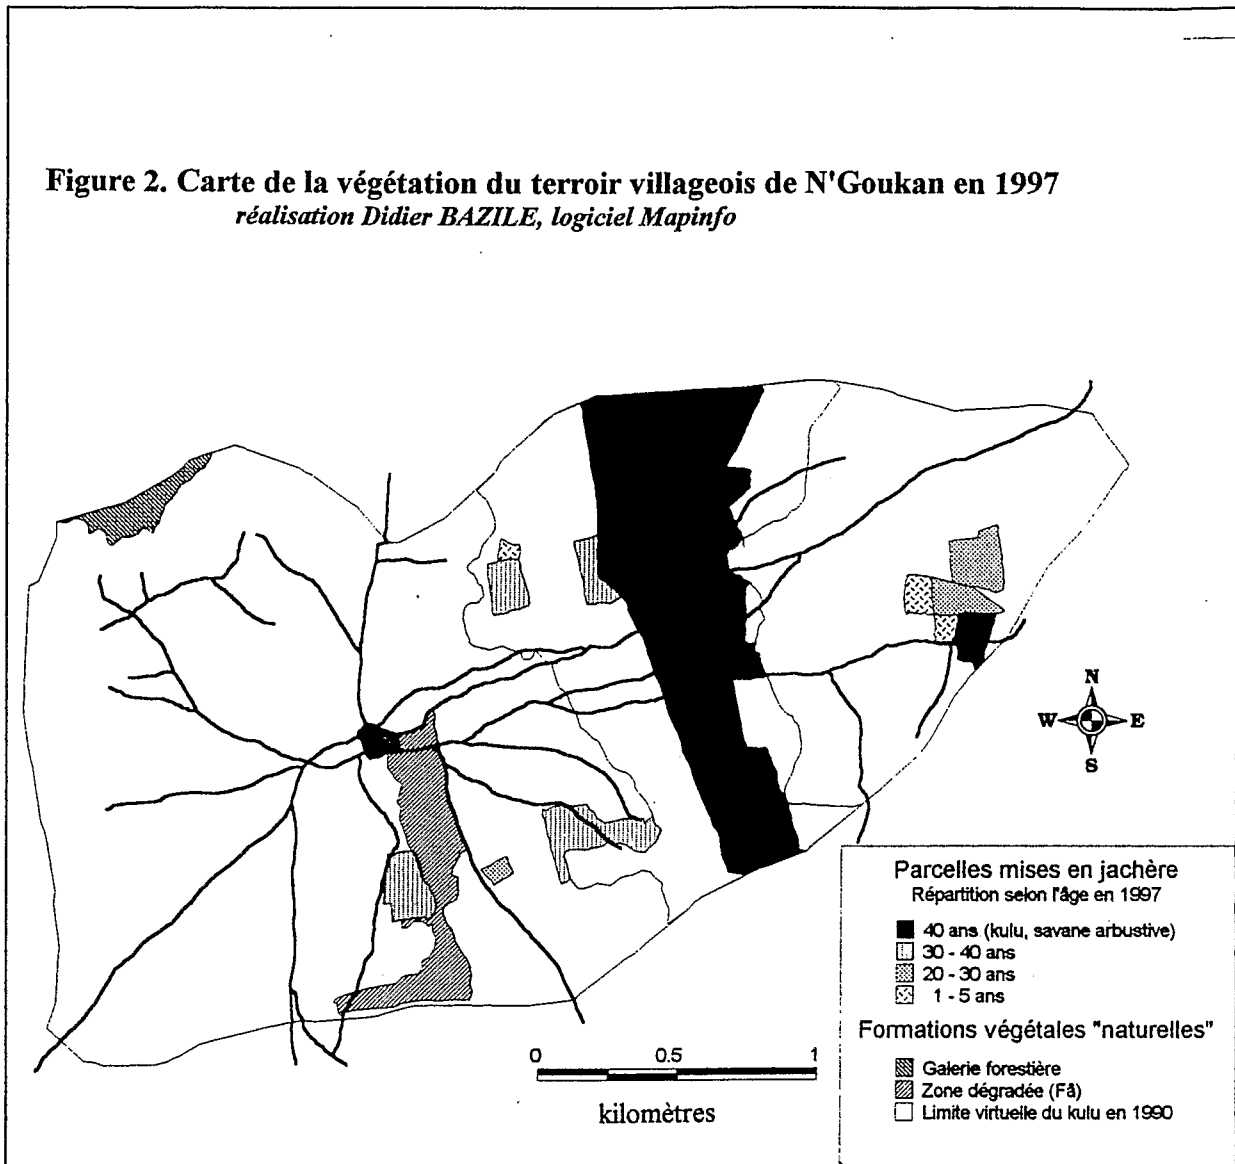 Figure 2. Carte de la végétation du terroir villageois de N'Goukan en 1997
réalisation Didier BAZILE, logiciel Mapinfo
N
W E
S
Parcelles mises en jachère
Répartition selon l'âge en 1997
40 ans (kulu, savane arbustive)
30 - 40 ans
20 - 30 ans
1 - 5 ans
Formations végétales "naturelles"
Galerie forestière
Zone dégradée (Fâ)
Limite virtuelle du kulu en 1990
0 0.5 1
kilomètres